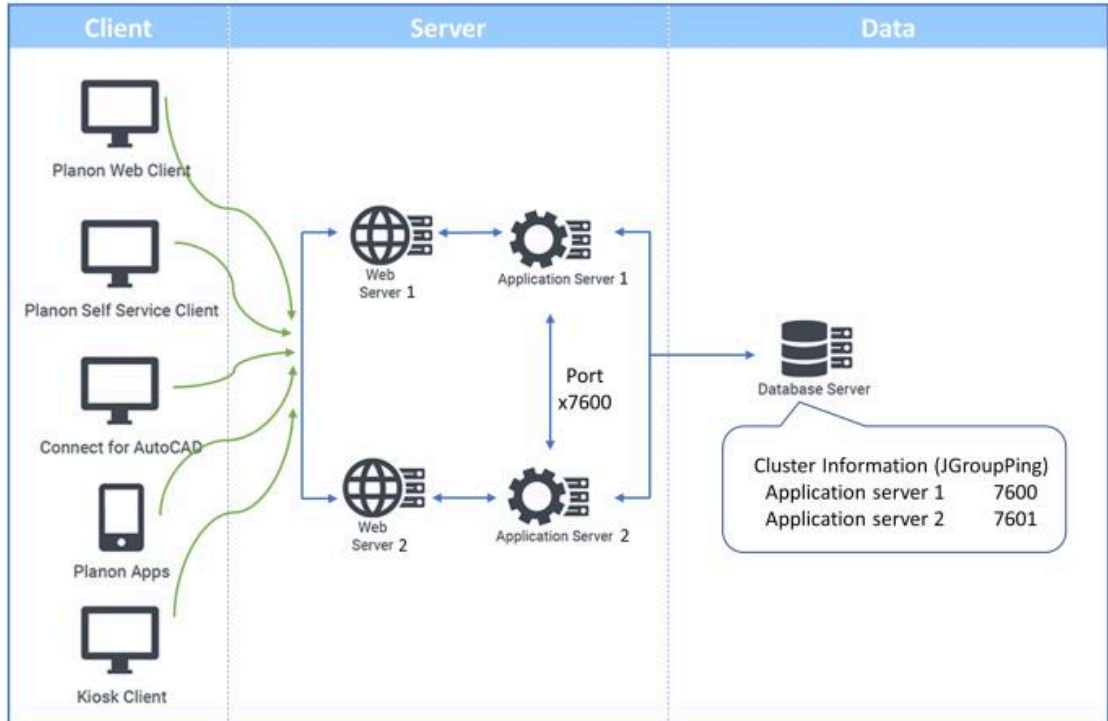 Client
Server
Data
Planon Web Client
Planon Self Service Client
Connect for AutoCAD
Planon Apps
Kiosk Client
Web
Server 1
Application Server 1
Port
x7600
Web
Server 2
Application Server 2
Database Server
Cluster Information (JGroupPing)
Application server 1 7600
Application server 2 7601